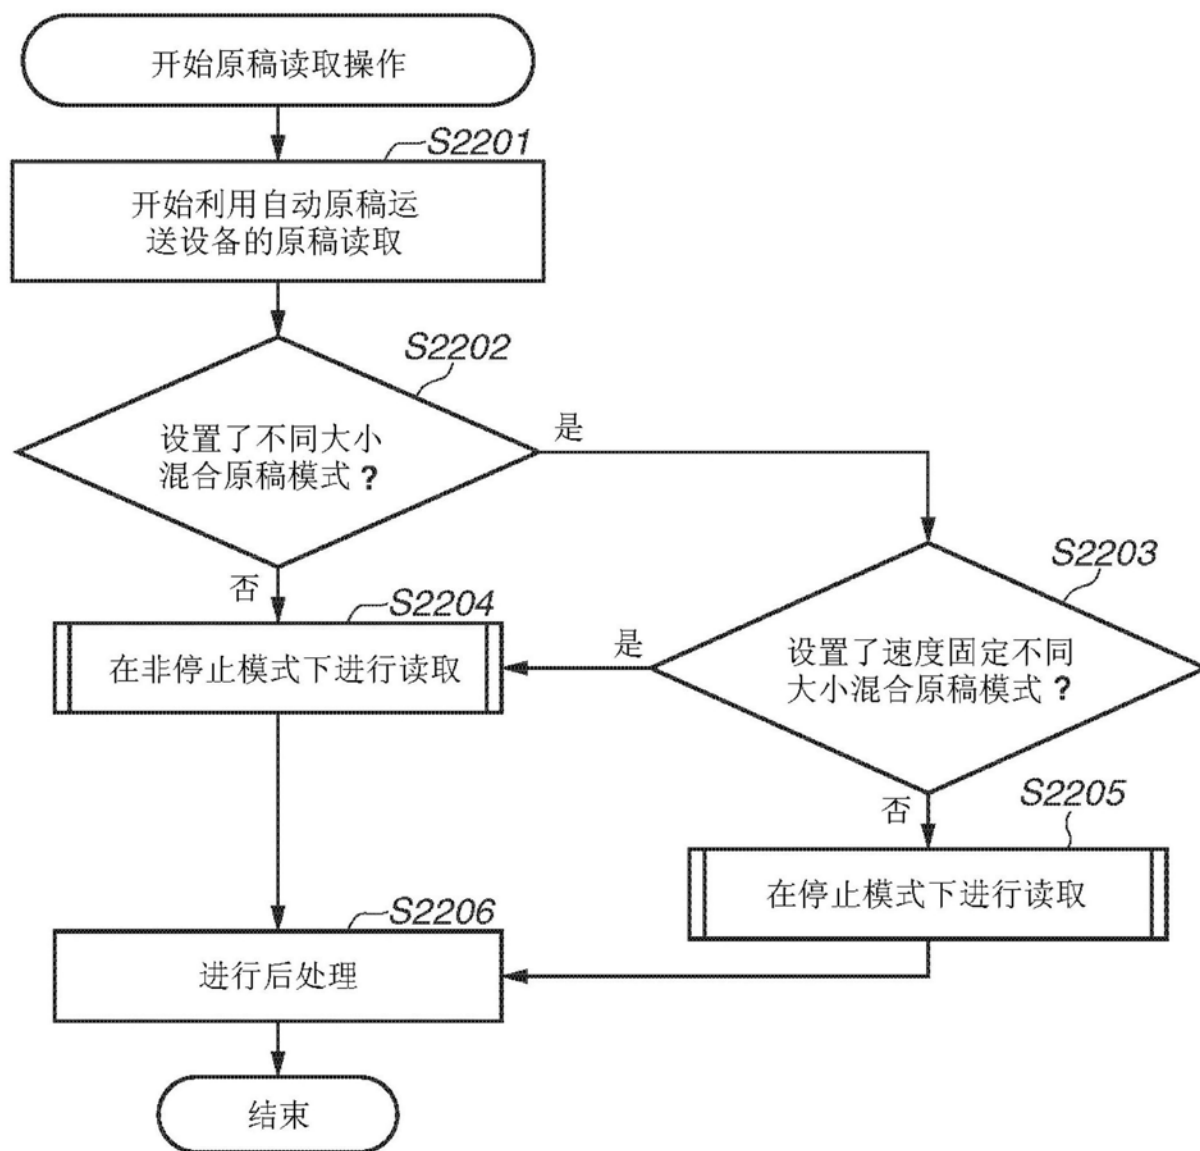 开始原稿读取操作
S2201
开始利用自动原稿运
送设备的原稿读取
S2202
设置了不同大小
混合原稿模式?
是
否
S2203
设置了速度固定不同
大小混合原稿模式?
是
否
S2204
在非停止模式下进行读取
S2205
在停止模式下进行读取
S2206
进行后处理
结束